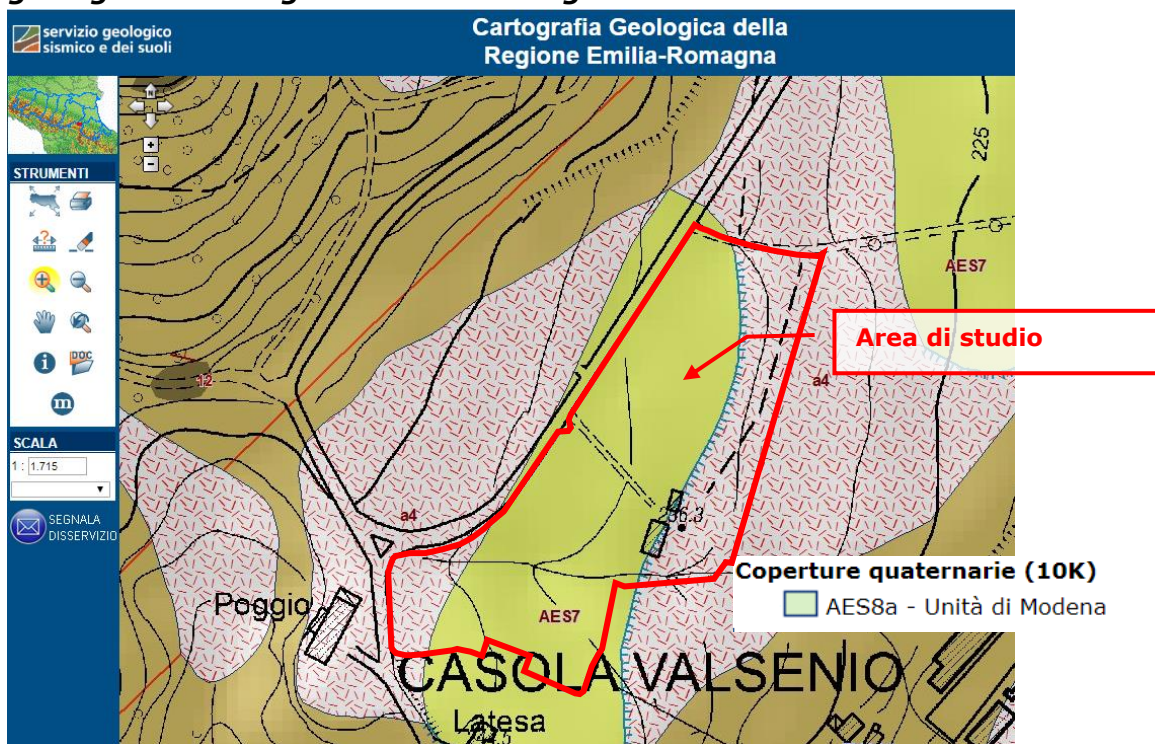 servizio geologico
sismico e dei suoli
Cartografia Geologica della
Regione Emilia-Romagna
N
STRUMENTI
DOC
m
SCALA
1 : 1.715
SEGNALA
DISSERVIZIO
225
AES7
Area di studio
a4
12
a4
236.3
Poggio
AES7
CASOLA VALSENIO
Latesa
Coperture quaternarie (10K)
AES8a - Unità di Modena